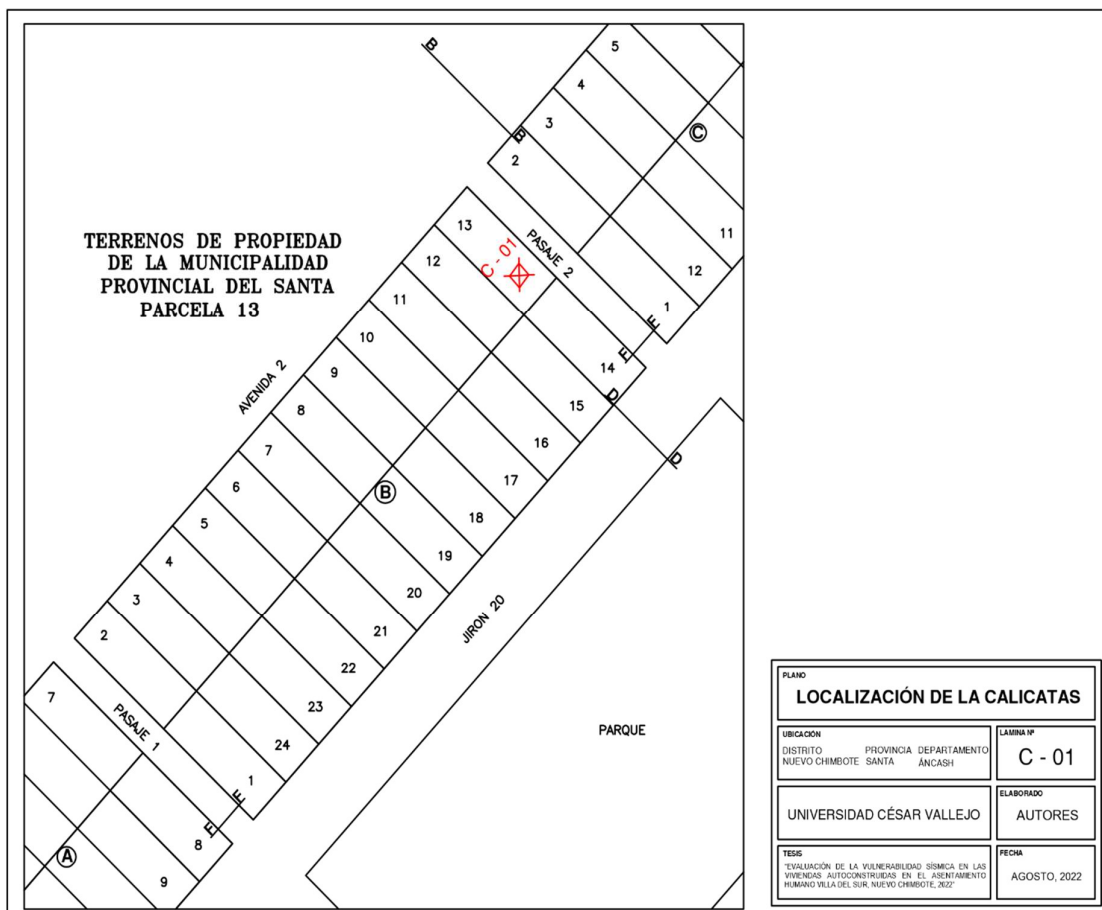 B
5
4
3
C
B
2
TERRENOS DE PROPIEDAD
DE LA MUNICIPALIDAD
PROVINCIAL DEL SANTA
PARCELA 13
13
PASAJE 2
C - 01
12
11
12
11
1
E
10
E
9
14
AVENIDA 2
D
8
15
7
16
D
6
17
B
5
18
4
19
3
20
JIRON 20
2
21
22
7
23
PASAJE 1
24
PARQUE
1
E
E
8
A
9
PLANO
LOCALIZACIÓN DE LA CALICATAS
UBICACIÓN
DISTRITO PROVINCIA DEPARTAMENTO
NUEVO CHIMBOTE SANTA ÁNCASH
LAMINA Nº
C - 01
UNIVERSIDAD CÉSAR VALLEJO
ELABORADO
AUTORES
TESIS
"EVALUACIÓN DE LA VULNERABILIDAD SÍSMICA EN LAS
VIVIENDAS AUTOCONSTRUIDAS EN EL ASENTAMIENTO
HUMANO VILLA DEL SUR, NUEVO CHIMBOTE, 2022"
FECHA
AGOSTO, 2022